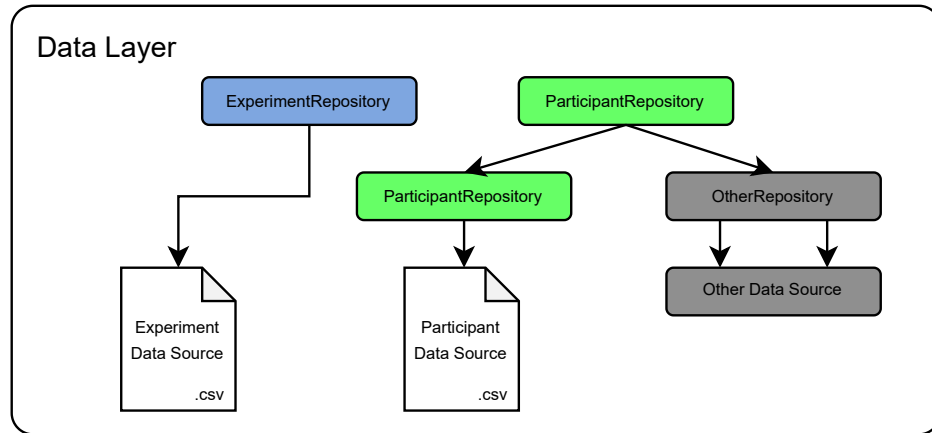 Data Layer
ExperimentRepository
ParticipantRepository
ParticipantRepository
OtherRepository
Other Data Source
Experiment
Data Source
.csv
Participant
Data Source
.csv